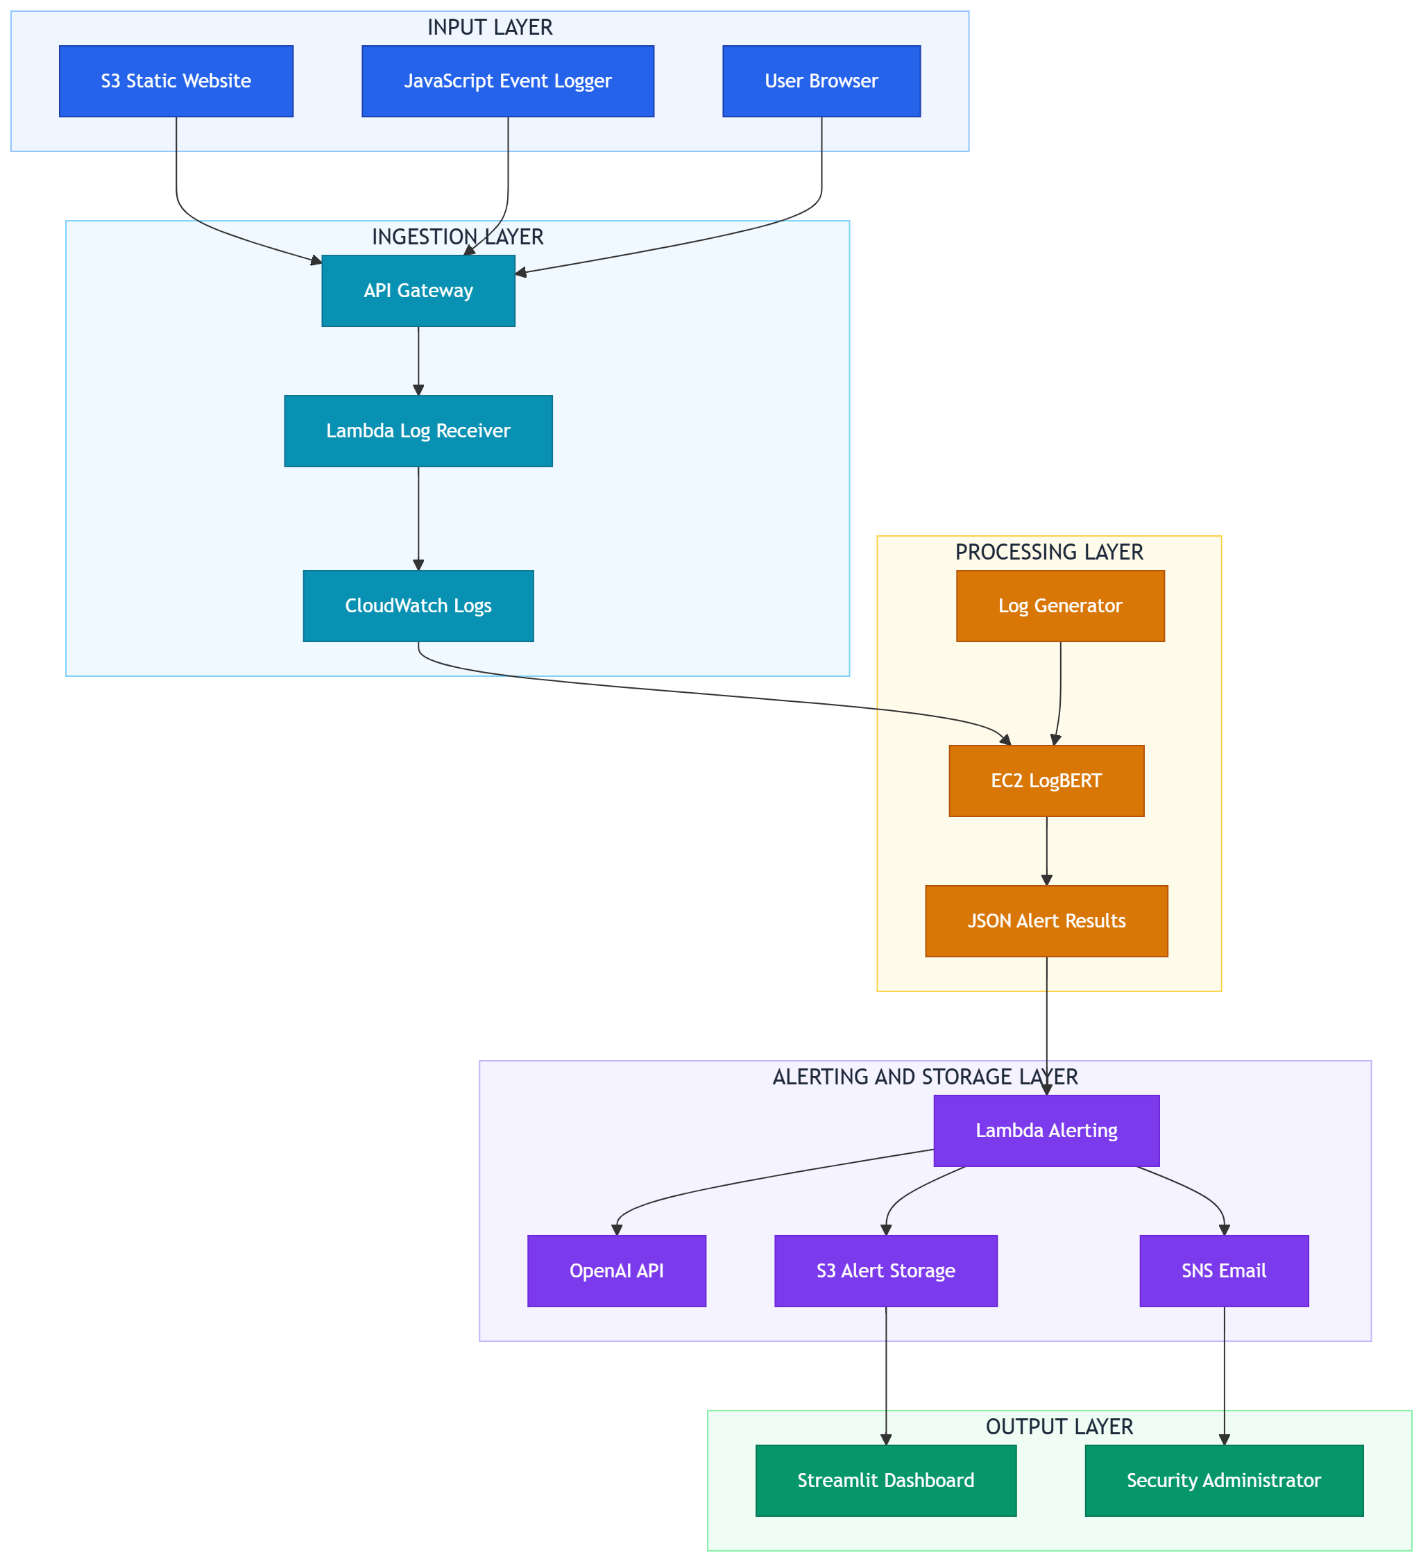 INPUT LAYER
S3 Static Website
JavaScript Event Logger
User Browser
INGESTION LAYER
API Gateway
Lambda Log Receiver
CloudWatch Logs
PROCESSING LAYER
Log Generator
EC2 LogBERT
JSON Alert Results
ALERTING AND STORAGE LAYER
Lambda Alerting
OpenAI API
S3 Alert Storage
SNS Email
OUTPUT LAYER
Streamlit Dashboard
Security Administrator